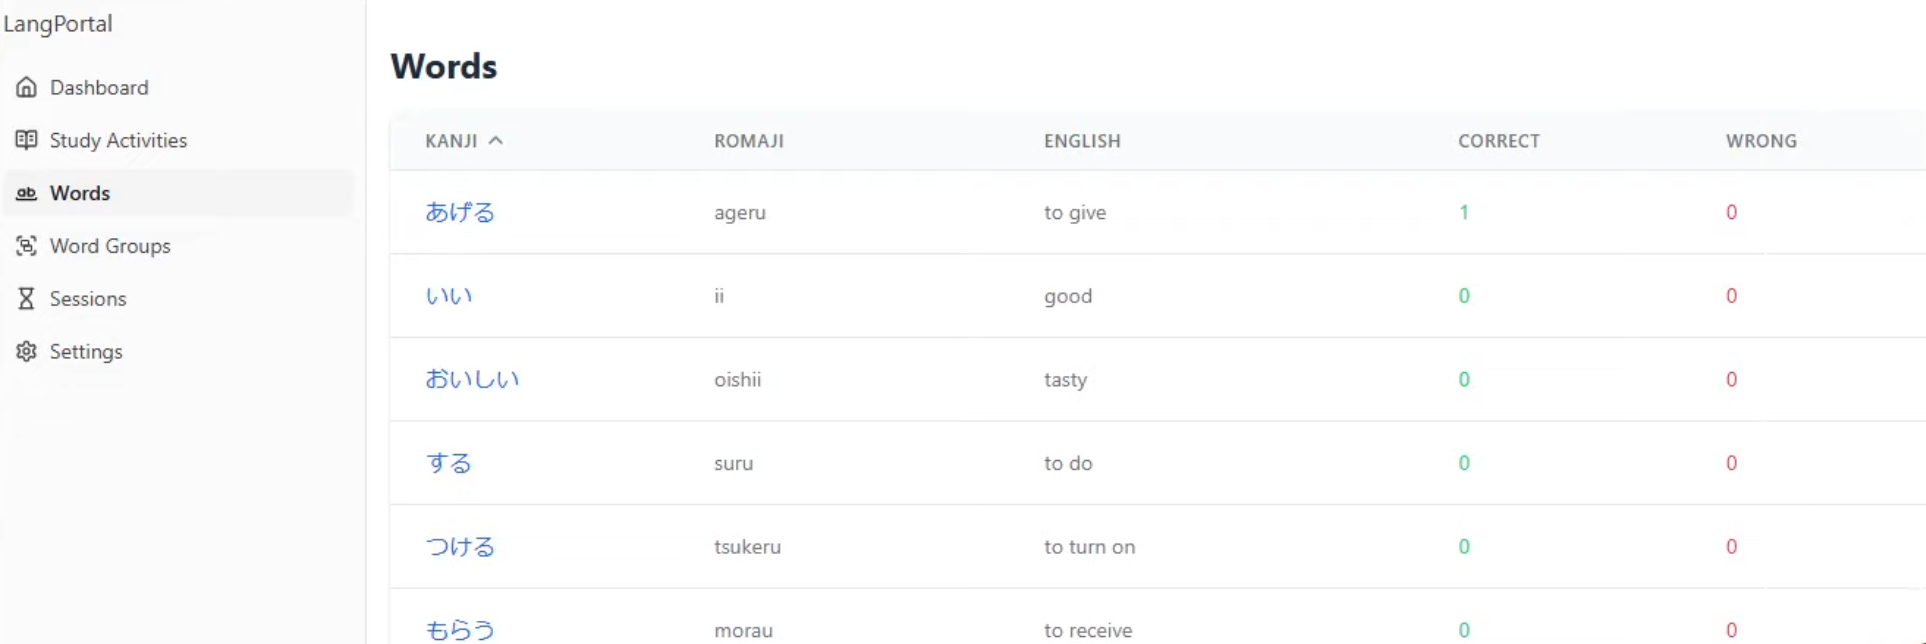 LangPortal
Dashboard
Study Activities
Words
Word Groups
Sessions
Settings
Words
KANJI ROMAJI ENGLISH CORRECT WRONG
あげる ageru to give 1 0
いい ii good 0 0
おいしい oishii tasty 0 0
する suru to do 0 0
つける tsukeru to turn on 0 0
もらう morau to receive 0 0